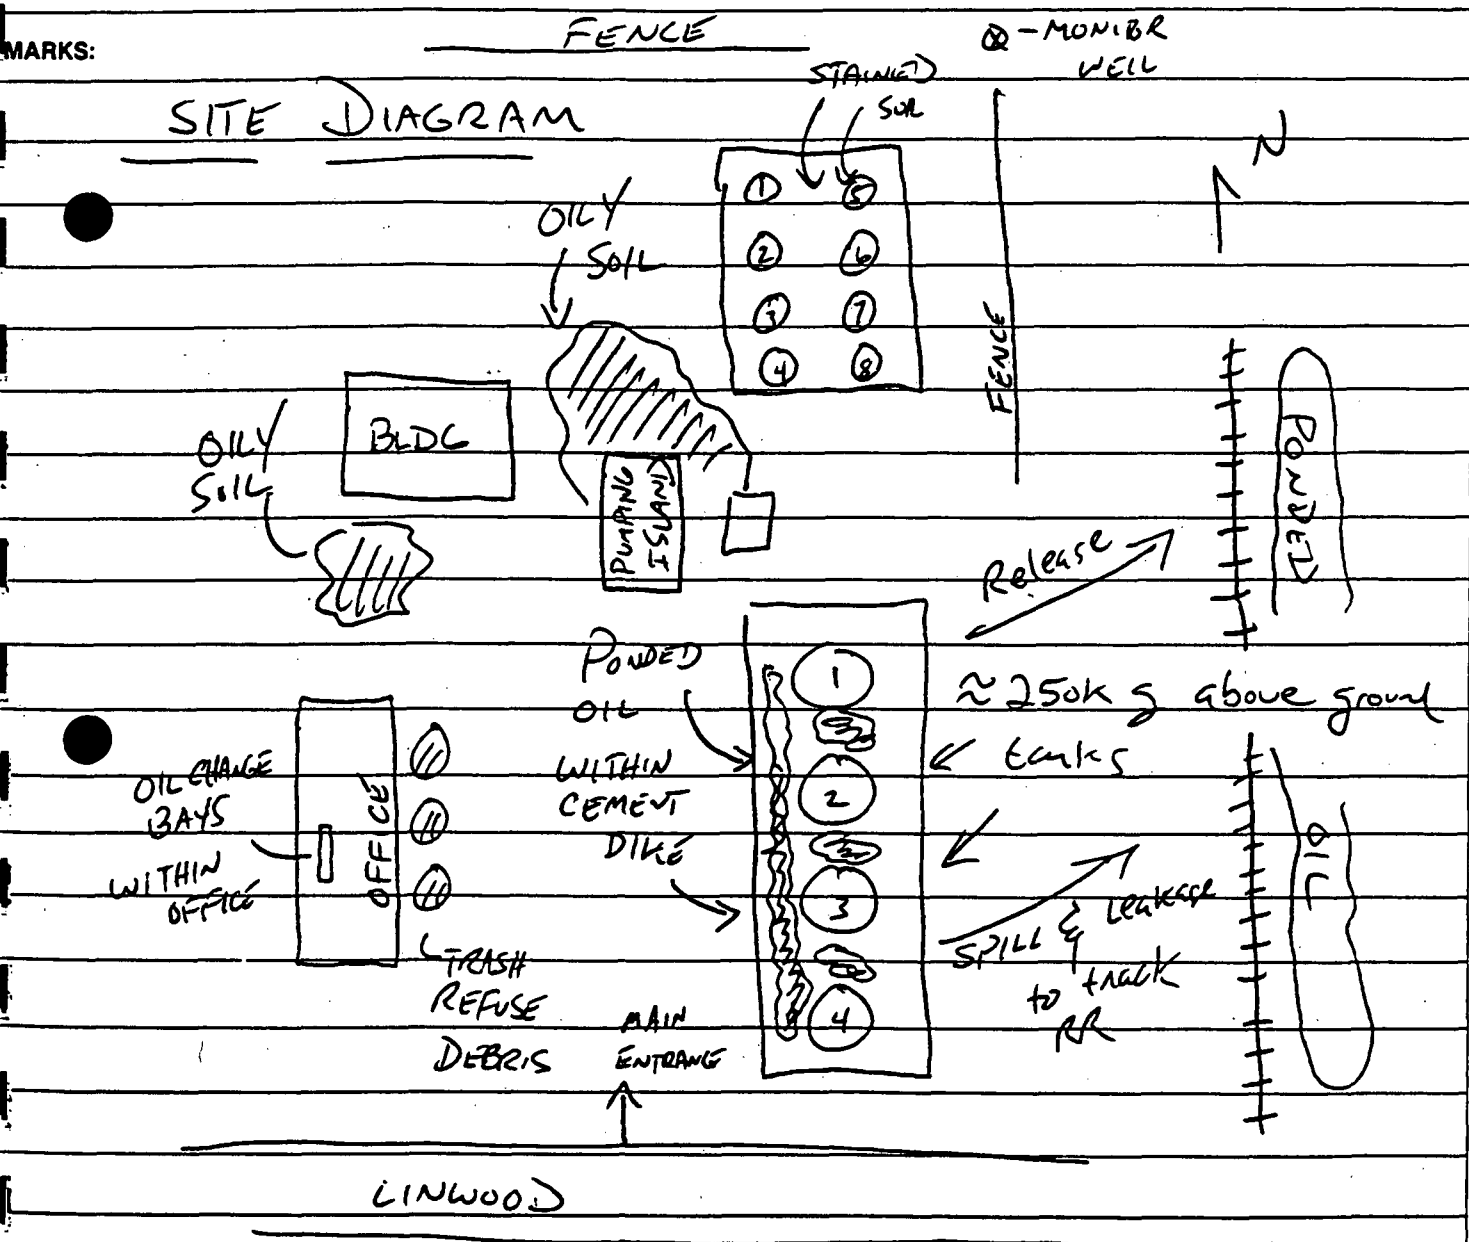 MARKS:
FENCE
⊗ - MONITOR
WELL
SITE DIAGRAM
STAINED
SOIL
N
OILY
SOIL
1 5
2 6
3 7
4 8
FENCE
BLDG
OILY
SOIL
PUMPING
ISLAND
PONDED
Release
PONDED
OIL
WITHIN
CEMENT
DIKE
1
2
3
4
≈ 250K g above ground
tanks
OIL CHANGE
BAYS
WITHIN
OFFICE
OFFICE
OIL
SPILL & Leakage
to track
RR
TRASH
REFUSE
DEBRIS
MAIN
ENTRANCE
LINWOOD